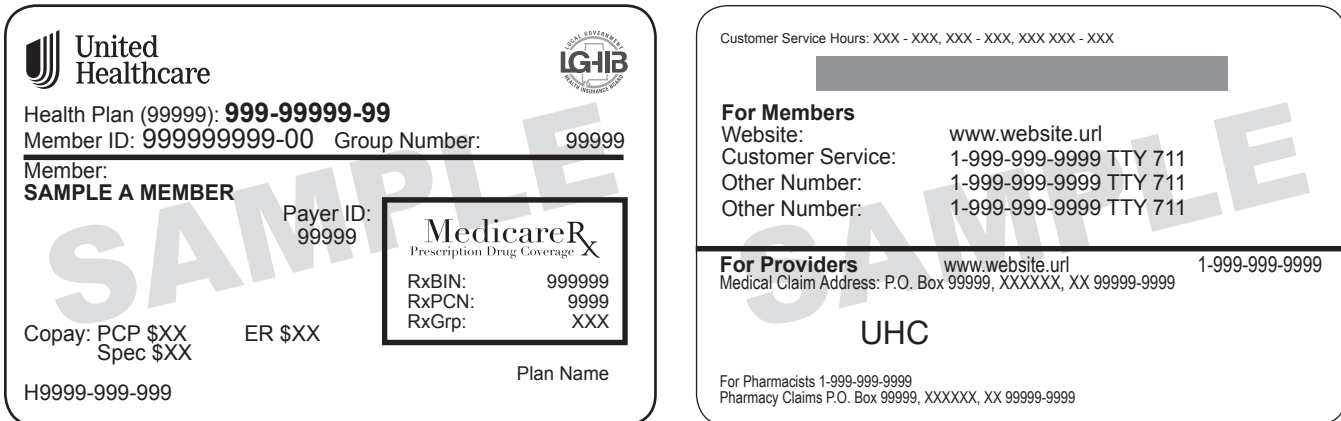 United
Healthcare
LOCAL GOVERNMENT
LGHIB
HEALTH INSURANCE BOARD
Health Plan (99999): 999-99999-99
Member ID: 999999999-00 Group Number: 99999
Member:
SAMPLE A MEMBER
Payer ID:
99999
MedicareRx
Prescription Drug Coverage
RxBIN: 999999
RxPCN: 9999
RxGrp: XXX
Copay: PCP $XX ER $XX
Spec $XX
Plan Name
H9999-999-999
SAMPLE
Customer Service Hours: XXX - XXX, XXX - XXX, XXX XXX - XXX
For Members
Website: www.website.url
Customer Service: 1-999-999-9999 TTY 711
Other Number: 1-999-999-9999 TTY 711
Other Number: 1-999-999-9999 TTY 711
For Providers www.website.url 1-999-999-9999
Medical Claim Address: P.O. Box 99999, XXXXXX, XX 99999-9999
UHC
For Pharmacists 1-999-999-9999
Pharmacy Claims P.O. Box 99999, XXXXXX, XX 99999-9999
SAMPLE